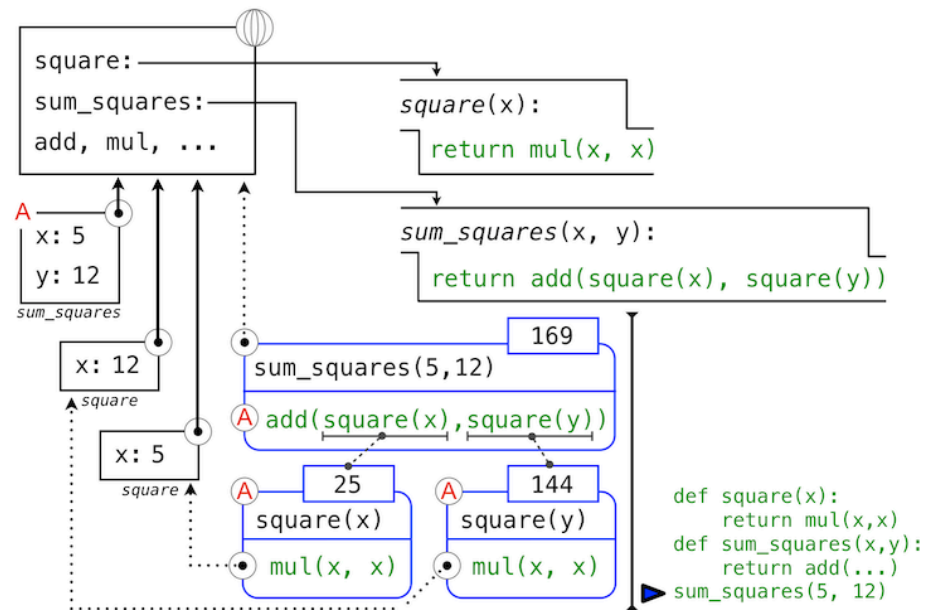 square:
sum_squares:
add, mul, ...
square(x):
return mul(x, x)
sum_squares(x, y):
return add(square(x), square(y))
A
x: 5
y: 12
sum_squares
x: 12
square
x: 5
square
169
sum_squares(5,12)
A add(square(x),square(y))
A
25
square(x)
mul(x, x)
A
144
square(y)
mul(x, x)
def square(x):
    return mul(x,x)
def sum_squares(x,y):
    return add(...)
sum_squares(5, 12)